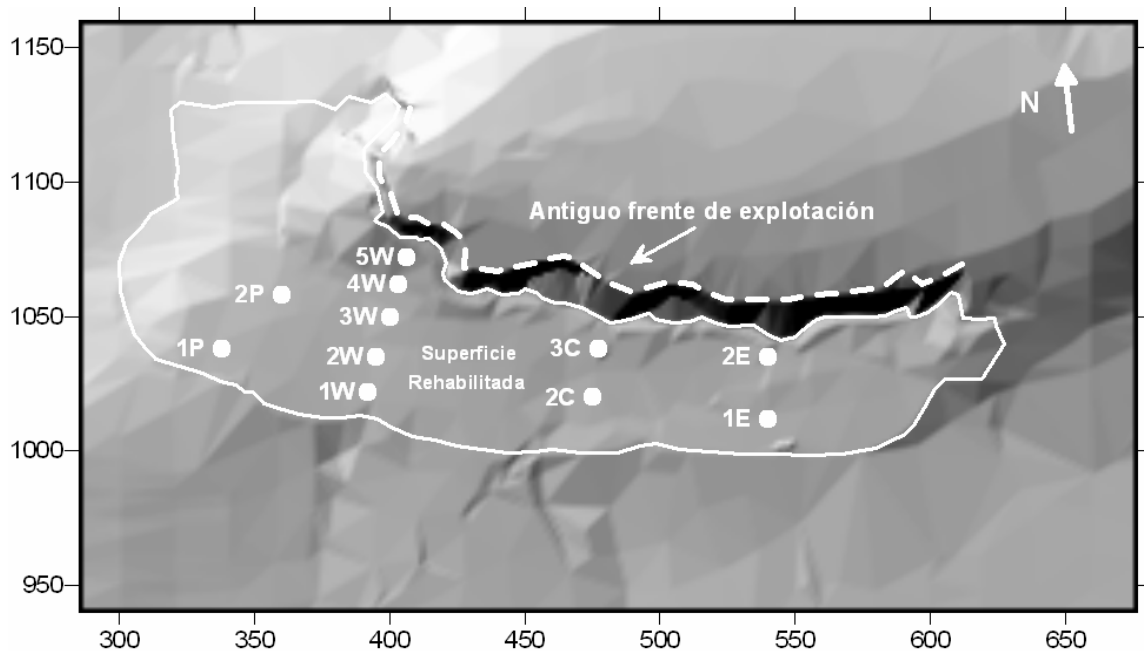 1150
N
1100
Antiguo frente de explotación
5W
4W
2P
1050
3W
1P
2W
Superficie
3C
2E
Rehabilitada
1W
2C
1E
1000
950
300
350
400
450
500
550
600
650